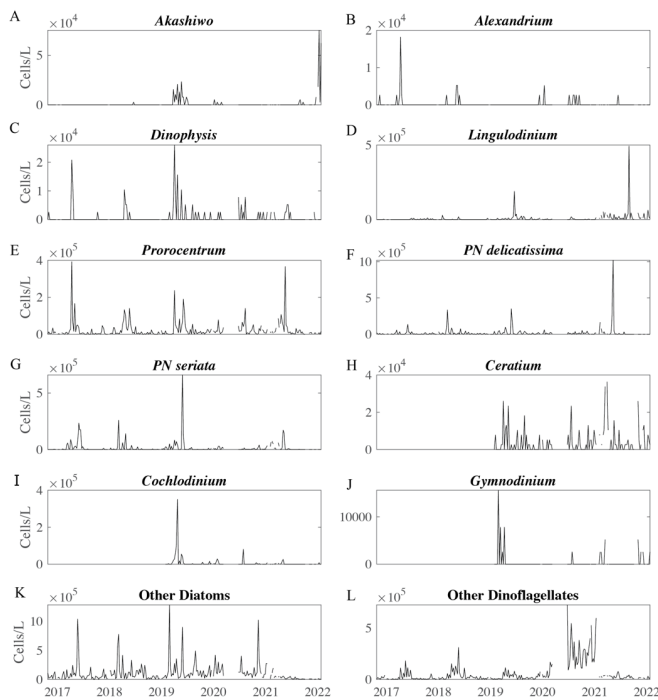 A ×10⁴ Akashiwo
Cells/L
5
0
B ×10⁴ Alexandrium
2
1
0
C ×10⁴ Dinophysis
Cells/L
2
1
0
D ×10⁵ Lingulodinium
5
0
E ×10⁵ Prorocentrum
Cells/L
4
2
0
F ×10⁵ PN delicatissima
10
5
0
G ×10⁵ PN seriata
Cells/L
5
0
H ×10⁴ Ceratium
4
2
0
I ×10⁵ Cochlodinium
Cells/L
4
2
0
J Gymnodinium
10000
0
K ×10⁵ Other Diatoms
Cells/L
10
5
0
2017 2018 2019 2020 2021 2022
L ×10⁵ Other Dinoflagellates
5
0
2017 2018 2019 2020 2021 2022